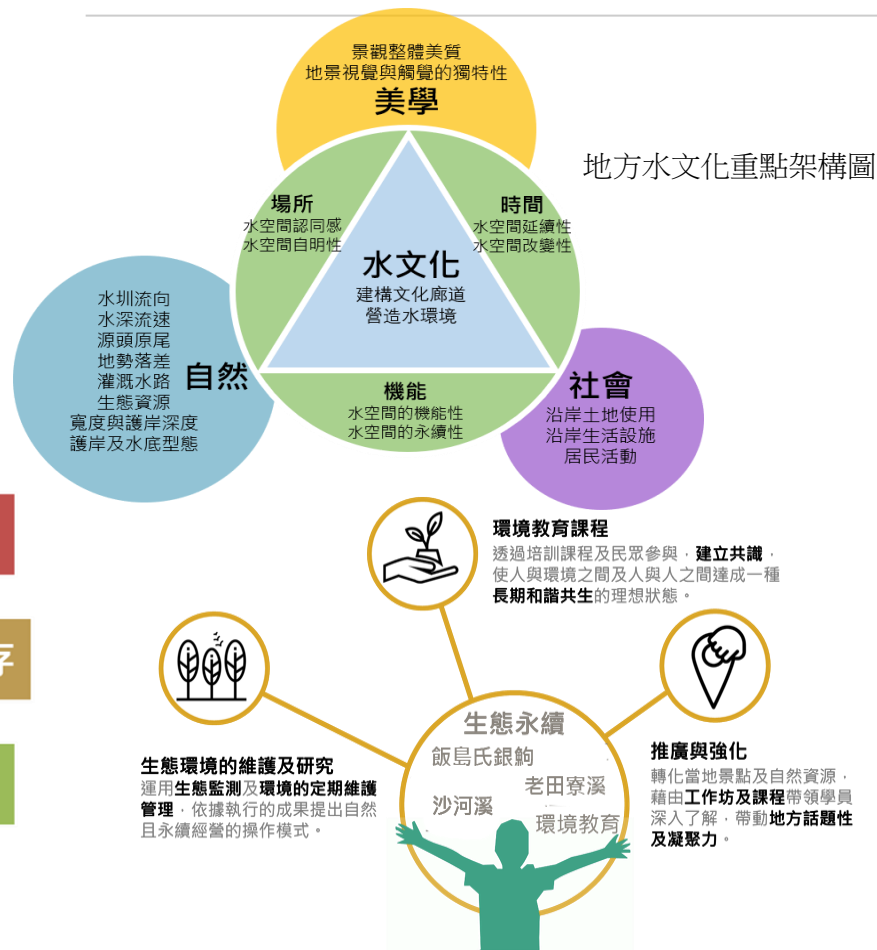 景觀整體美質
地景視覺與觸覺的獨特性
美學
地方水文化重點架構圖
場所
水空間認同感
水空間自明性
時間
水空間延續性
水空間改變性
水文化
建構文化廊道
營造水環境
水圳流向
水深流速
源頭原尾
地勢落差
灌溉水路
生態資源
寬度與護岸深度
護岸及水底型態
自然
機能
水空間的機能性
水空間的永續性
社會
沿岸土地使用
沿岸生活設施
居民活動
環境教育課程
透過培訓課程及民眾參與，建立共識，
使人與環境之間及人與人之間達成一種
長期和諧共生的理想狀態。
存
生態環境的維護及研究
運用生態監測及環境的定期維護
管理，依據執行的成果提出自然
且永續經營的操作模式。
生態永續
飯島氏銀鮈
老田寮溪
沙河溪
環境教育
推廣與強化
轉化當地景點及自然資源，
藉由工作坊及課程帶領學員
深入了解，帶動地方話題性
及凝聚力。